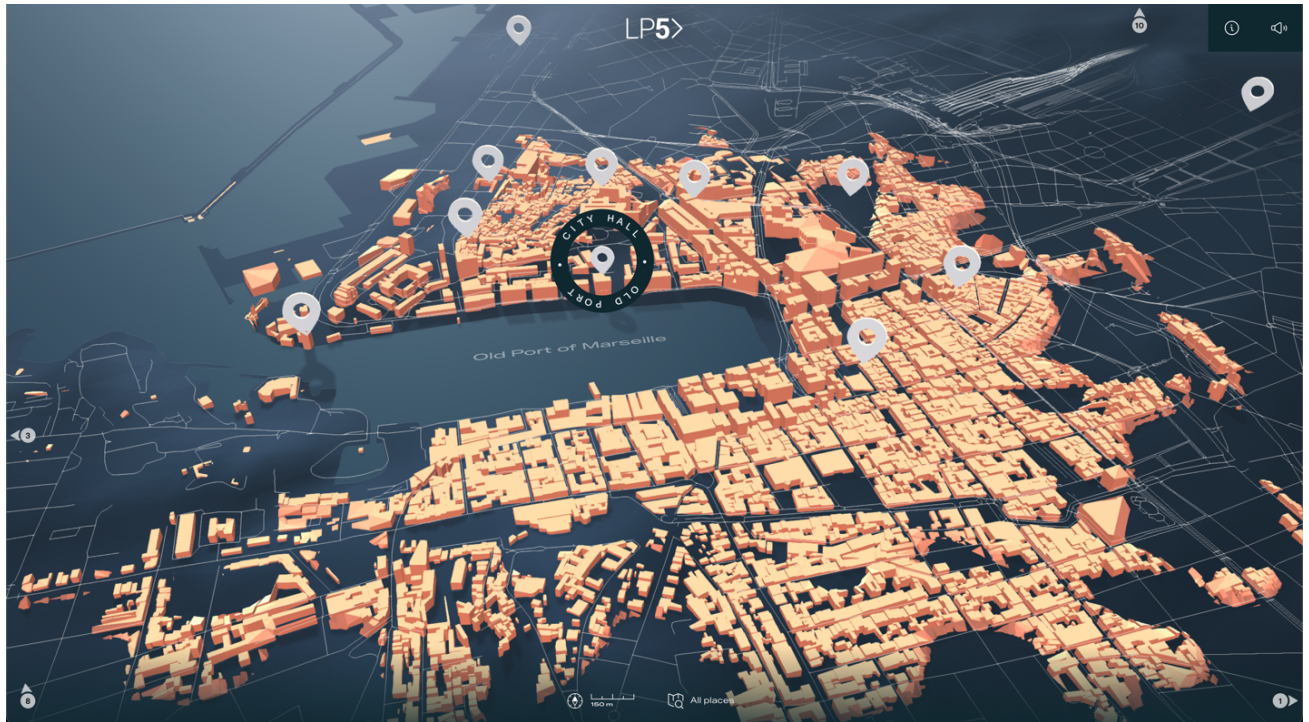 LP5>
10
CITY HALL
OLD PORT
Old Port of Marseille
3
8
150 m
All places
1